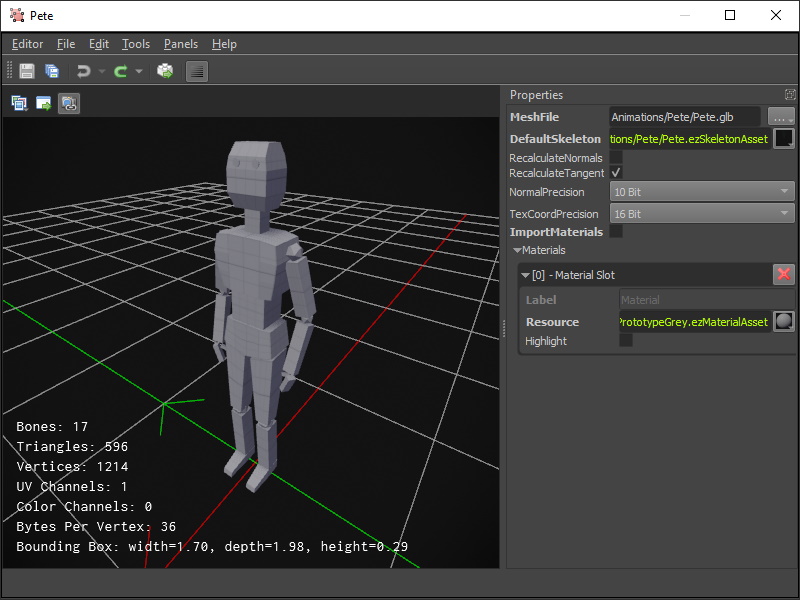 Pete
Editor File Edit Tools Panels Help
Properties
MeshFile Animations/Pete/Pete.glb ...
DefaultSkeleton tions/Pete/Pete.ezSkeletonAsset
RecalculateNormals
RecalculateTangent
NormalPrecision 10 Bit
TexCoordPrecision 16 Bit
ImportMaterials
Materials
[0] - Material Slot
Label Material
Resource PrototypeGrey.ezMaterialAsset
Highlight
Bones: 17
Triangles: 596
Vertices: 1214
UV Channels: 1
Color Channels: 0
Bytes Per Vertex: 36
Bounding Box: width=1.70, depth=1.98, height=0.29